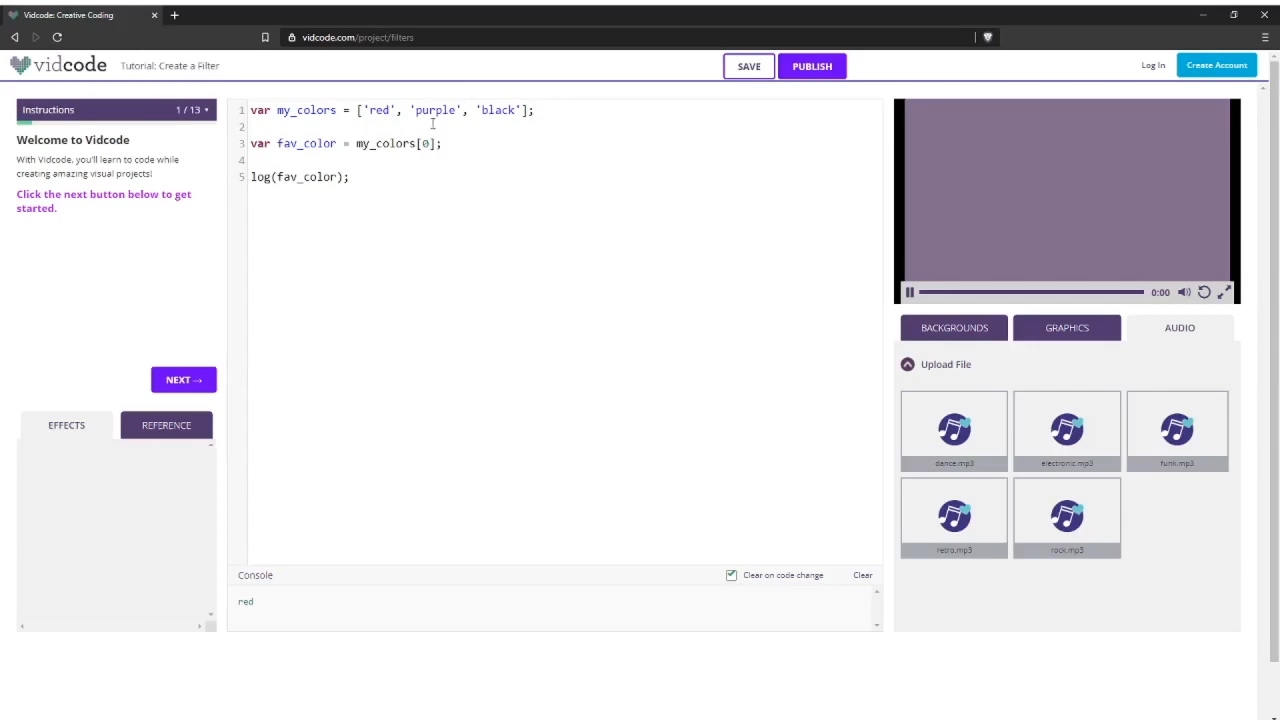 Vidcode: Creative Coding
vidcode.com/project/filters
vidcode
Tutorial: Create a Filter
SAVE
PUBLISH
Log In
Create Account
Instructions
1 / 13
Welcome to Vidcode
With Vidcode, you'll learn to code while
creating amazing visual projects!
Click the next button below to get
started.
NEXT →
EFFECTS
REFERENCE
1 var my_colors = ['red', 'purple', 'black'];
2
3 var fav_color = my_colors[0];
4
5 log(fav_color);
Console
Clear on code change
Clear
red
0:00
BACKGROUNDS
GRAPHICS
AUDIO
Upload File
dance.mp3
electronic.mp3
funk.mp3
retro.mp3
rock.mp3